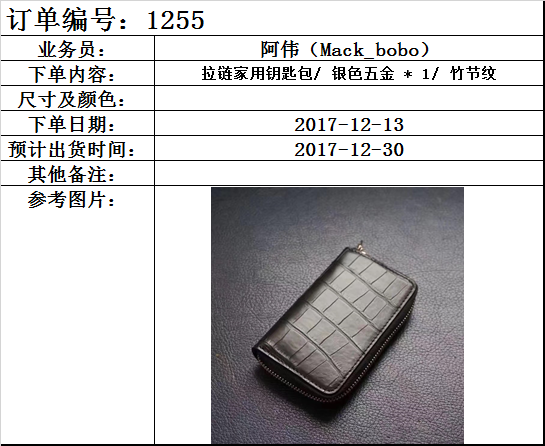 订单编号：1255
业务员： 阿伟（Mack_bobo）
下单内容： 拉链家用钥匙包/ 银色五金 * 1/ 竹节纹
尺寸及颜色：
下单日期： 2017-12-13
预计出货时间： 2017-12-30
其他备注：
参考图片：